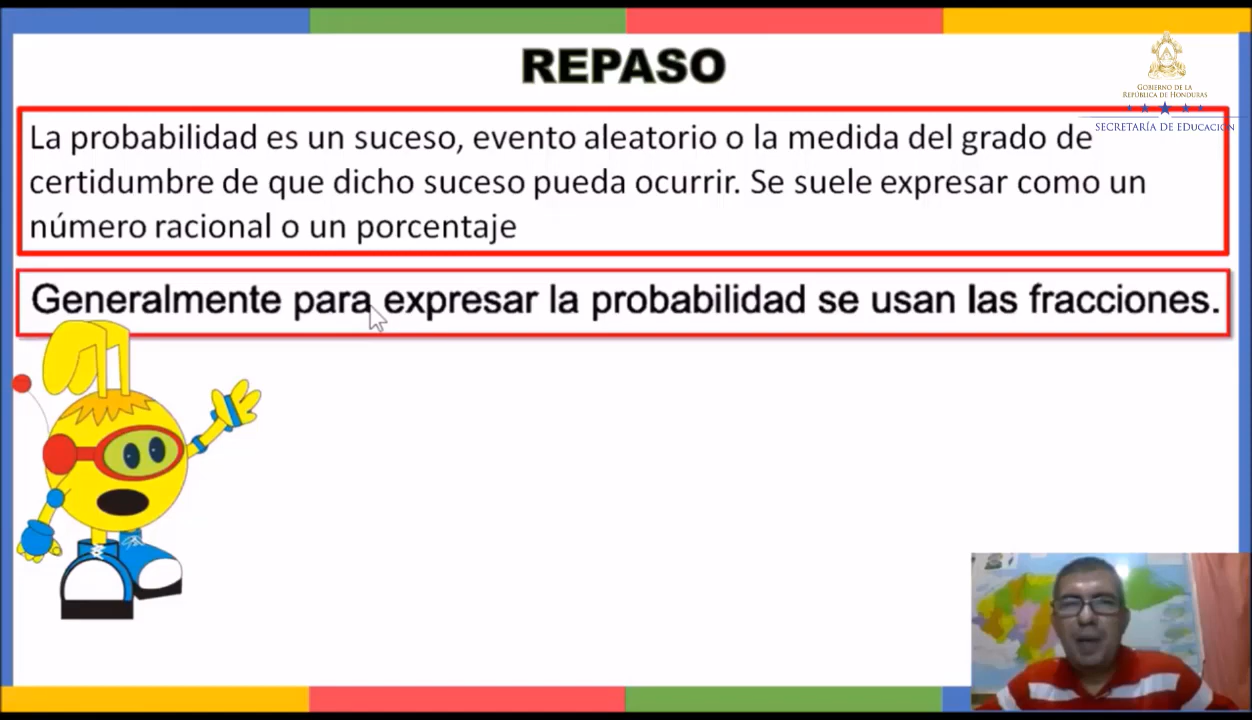 REPASO
GOBIERNO DE LA
REPÚBLICA DE HONDURAS
SECRETARÍA DE EDUCACIÓN
La probabilidad es un suceso, evento aleatorio o la medida del grado de
certidumbre de que dicho suceso pueda ocurrir. Se suele expresar como un
número racional o un porcentaje
Generalmente para expresar la probabilidad se usan las fracciones.